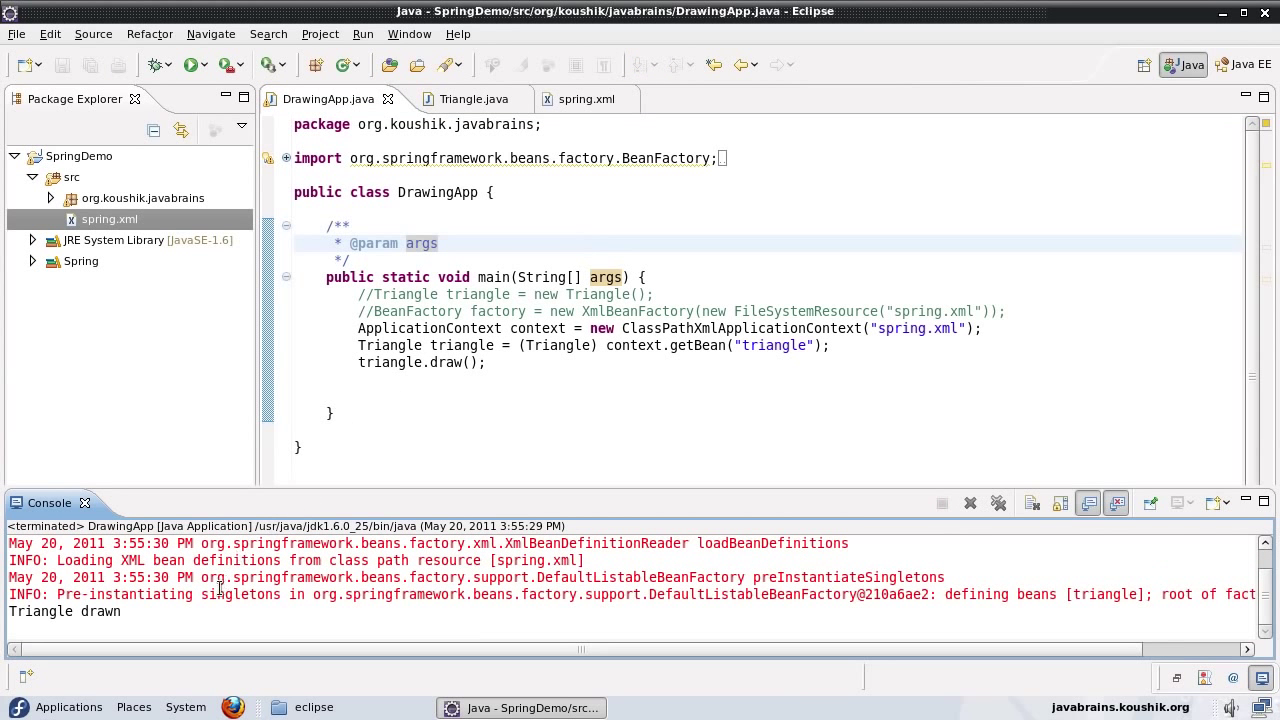 Java - SpringDemo/src/org/koushik/javabrains/DrawingApp.java - Eclipse
File Edit Source Refactor Navigate Search Project Run Window Help
Java Java EE
Package Explorer
DrawingApp.java Triangle.java spring.xml
SpringDemo
src
org.koushik.javabrains
spring.xml
JRE System Library [JavaSE-1.6]
Spring
package org.koushik.javabrains;
import org.springframework.beans.factory.BeanFactory;
public class DrawingApp {
/**
* @param args
*/
public static void main(String[] args) {
//Triangle triangle = new Triangle();
//BeanFactory factory = new XmlBeanFactory(new FileSystemResource("spring.xml"));
ApplicationContext context = new ClassPathXmlApplicationContext("spring.xml");
Triangle triangle = (Triangle) context.getBean("triangle");
triangle.draw();
}
}
Console
<terminated> DrawingApp [Java Application] /usr/java/jdk1.6.0_25/bin/java (May 20, 2011 3:55:29 PM)
May 20, 2011 3:55:30 PM org.springframework.beans.factory.xml.XmlBeanDefinitionReader loadBeanDefinitions
INFO: Loading XML bean definitions from class path resource [spring.xml]
May 20, 2011 3:55:30 PM org.springframework.beans.factory.support.DefaultListableBeanFactory preInstantiateSingletons
INFO: Pre-instantiating singletons in org.springframework.beans.factory.support.DefaultListableBeanFactory@210a6ae2: defining beans [triangle]; root of fact
Triangle drawn
Applications Places System eclipse Java - SpringDemo/src... javabrains.koushik.org